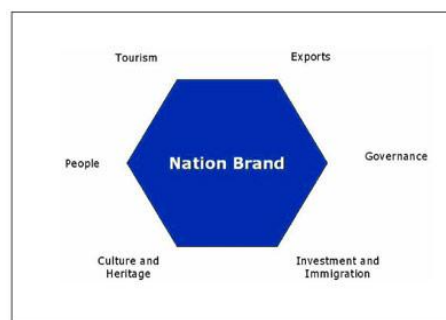 Tourism
Exports
People
Nation Brand
Governance
Culture and
Heritage
Investment and
Immigration